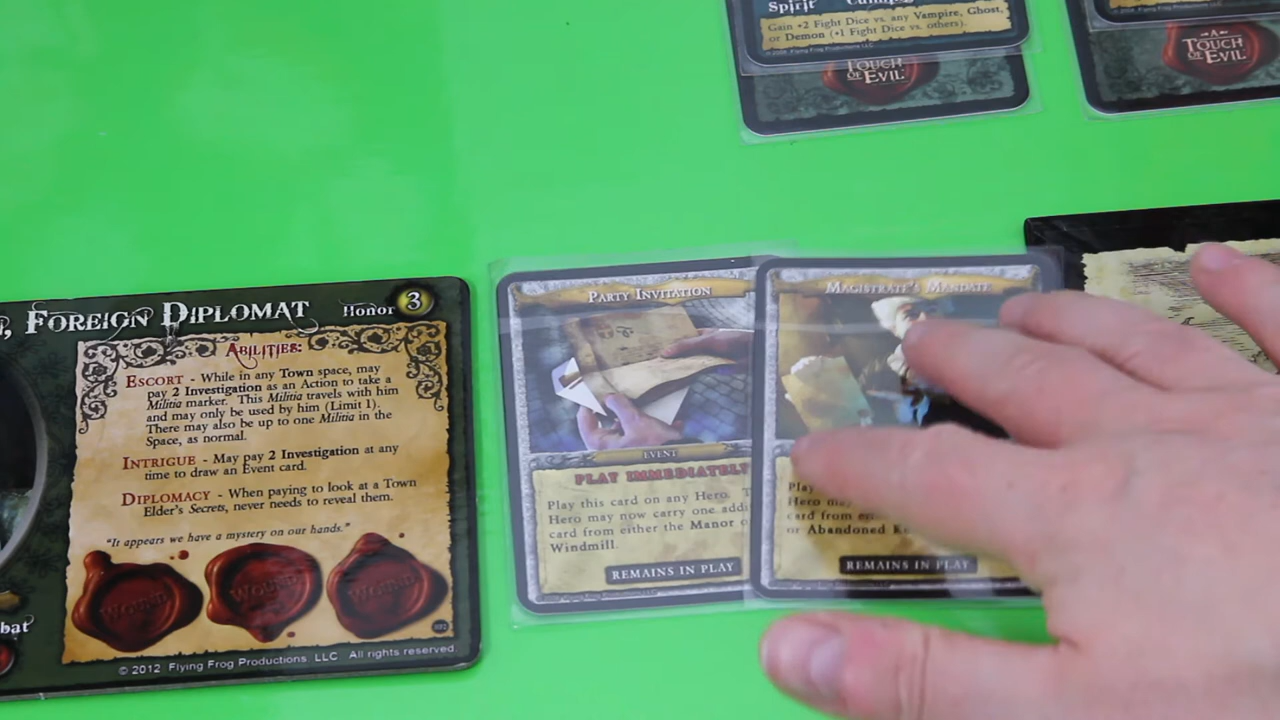 Spirit
Gain +2 Fight Dice vs. any Vampire, Ghost,
or Demon (+1 Fight Dice vs. others).
TOUCH
OF EVIL
A
TOUCH
OF EVIL
, FOREIGN DIPLOMAT
Honor 3
ABILITIES:
ESCORT - While in any Town space, may
pay 2 Investigation as an Action to take a
Militia marker. This Militia travels with him
and may only be used by him (Limit 1).
There may also be up to one Militia in the
Space, as normal.
INTRIGUE - May pay 2 Investigation at any
time to draw an Event card.
DIPLOMACY - When paying to look at a Town
Elder's Secrets, never needs to reveal them.
"It appears we have a mystery on our hands."
WOUND
WOUND
WOUND
bat
© 2012 Flying Frog Productions, LLC. All rights reserved.
PARTY INVITATION
EVENT
PLAY IMMEDIATELY
Play this card on any Hero. T
Hero may now carry one addi
card from either the Manor o
Windmill.
REMAINS IN PLAY
MAGISTRATE'S MANDATE
Play
Hero may
card from
or Abandoned Ke
REMAINS IN PLAY